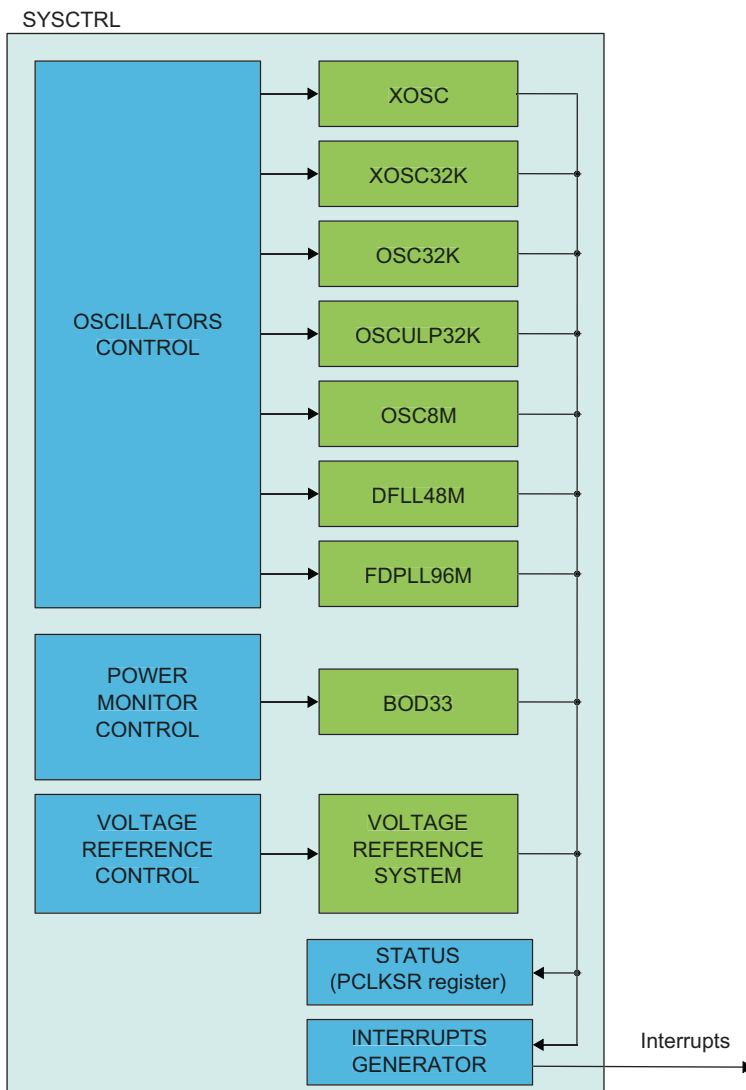 SYSCTRL
OSCILLATORS
CONTROL
XOSC
XOSC32K
OSC32K
OSCULP32K
OSC8M
DFLL48M
FDPLL96M
POWER
MONITOR
CONTROL
BOD33
VOLTAGE
REFERENCE
CONTROL
VOLTAGE
REFERENCE
SYSTEM
STATUS
(PCLKSR register)
INTERRUPTS
GENERATOR
Interrupts